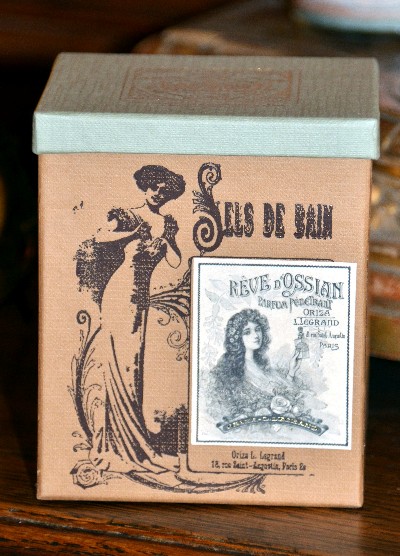 SELS DE BAIN
RÊVE D'OSSIAN
PARFUM PÉNÉTRANT
ORIZA
L. LEGRAND
PARIS
Oriza L. Legrand
18, rue Saint-Augustin, Paris 2e